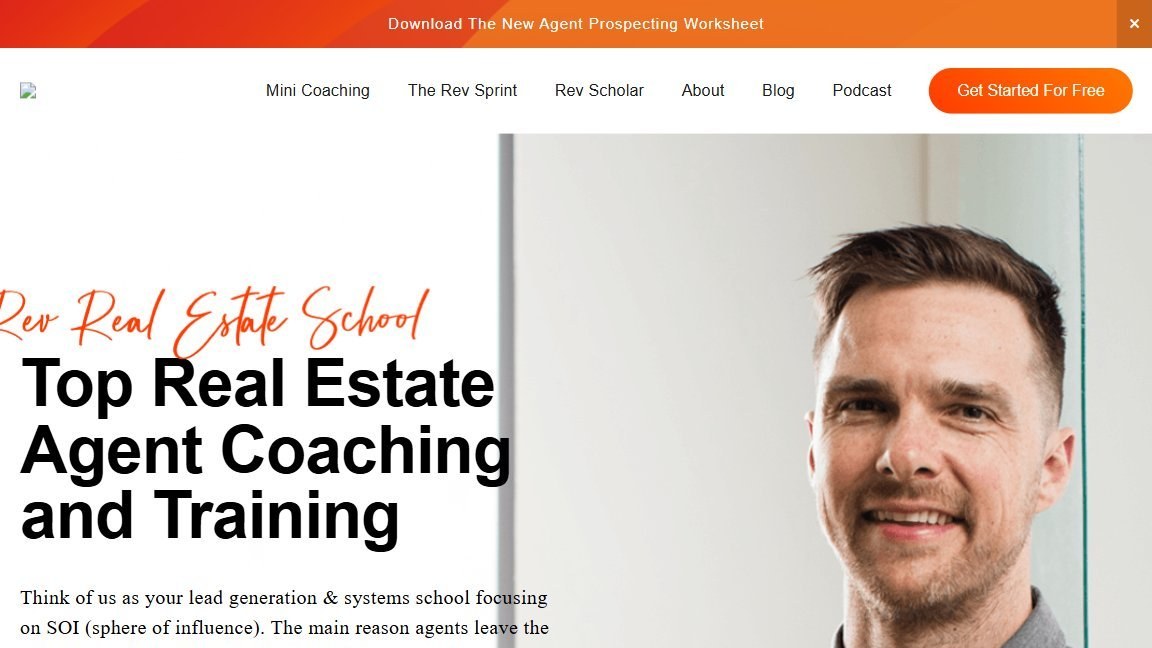 Download The New Agent Prospecting Worksheet
×
Mini Coaching
The Rev Sprint
Rev Scholar
About
Blog
Podcast
Get Started For Free
Rev Real Estate School
Top Real Estate
Agent Coaching
and Training
Think of us as your lead generation & systems school focusing
on SOI (sphere of influence). The main reason agents leave the